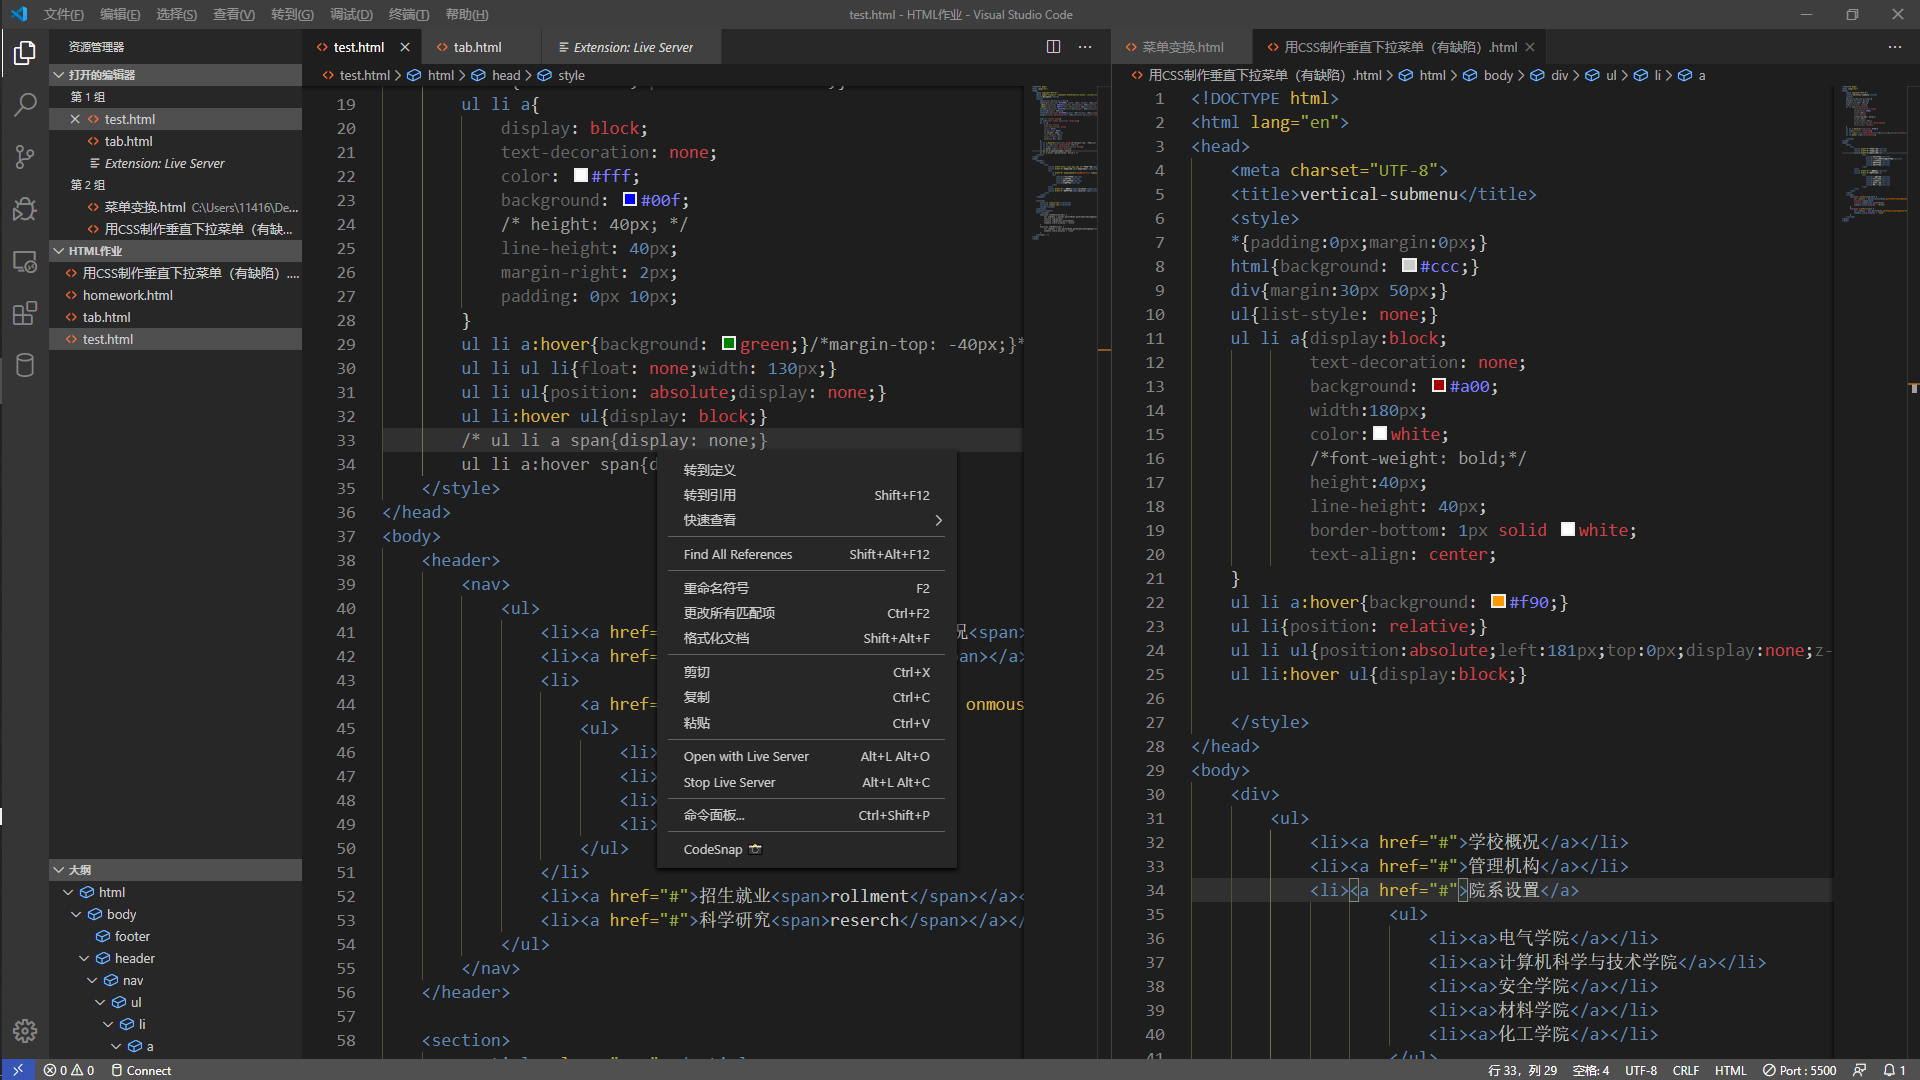 文件(F) 编辑(E) 选择(S) 查看(V) 转到(G) 调试(D) 终端(T) 帮助(H)
test.html - HTML作业 - Visual Studio Code
资源管理器
打开的编辑器
第 1 组
test.html
tab.html
Extension: Live Server
第 2 组
菜单变换.html C:\Users\11416\De...
用CSS制作垂直下拉菜单（有缺...
HTML作业
用CSS制作垂直下拉菜单（有缺陷）....
homework.html
tab.html
test.html
大纲
html
body
footer
header
nav
ul
li
a
test.html
tab.html
Extension: Live Server
test.html > html > head > style
19 ul li a{
20 display: block;
21 text-decoration: none;
22 color: #fff;
23 background: #00f;
24 /* height: 40px; */
25 line-height: 40px;
26 margin-right: 2px;
27 padding: 0px 10px;
28 }
29 ul li a:hover{background: green;}/*margin-top: -40px;}*
30 ul li ul li{float: none;width: 130px;}
31 ul li ul{position: absolute;display: none;}
32 ul li:hover ul{display: block;}
33 /* ul li a span{display: none;}
34 ul li a:hover span{d
35 </style>
36 </head>
37 <body>
38 <header>
39 <nav>
40 <ul>
41 <li><a href= 况<span>
42 <li><a href= an></a>
43 <li>
44 <a href= onmous
45 <ul>
46 <li>
47 <li>
48 <li>
49 <li>
50 </ul>
51 </li>
52 <li><a href="#">招生就业<span>rollment</span></a><
53 <li><a href="#">科学研究<span>reserch</span></a></
54 </ul>
55 </nav>
56 </header>
57
58 <section>
转到定义
转到引用 Shift+F12
快速查看
Find All References Shift+Alt+F12
重命名符号 F2
更改所有匹配项 Ctrl+F2
格式化文档 Shift+Alt+F
剪切 Ctrl+X
复制 Ctrl+C
粘贴 Ctrl+V
Open with Live Server Alt+L Alt+O
Stop Live Server Alt+L Alt+C
命令面板... Ctrl+Shift+P
CodeSnap 📸
菜单变换.html
用CSS制作垂直下拉菜单（有缺陷）.html
用CSS制作垂直下拉菜单（有缺陷）.html > html > body > div > ul > li > a
1 <!DOCTYPE html>
2 <html lang="en">
3 <head>
4 <meta charset="UTF-8">
5 <title>vertical-submenu</title>
6 <style>
7 *{padding:0px;margin:0px;}
8 html{background: #ccc;}
9 div{margin:30px 50px;}
10 ul{list-style: none;}
11 ul li a{display:block;
12 text-decoration: none;
13 background: #a00;
14 width:180px;
15 color:white;
16 /*font-weight: bold;*/
17 height:40px;
18 line-height: 40px;
19 border-bottom: 1px solid white;
20 text-align: center;
21 }
22 ul li a:hover{background: #f90;}
23 ul li{position: relative;}
24 ul li ul{position:absolute;left:181px;top:0px;display:none;z-
25 ul li:hover ul{display:block;}
26
27 </style>
28 </head>
29 <body>
30 <div>
31 <ul>
32 <li><a href="#">学校概况</a></li>
33 <li><a href="#">管理机构</a></li>
34 <li><a href="#">院系设置</a>
35 <ul>
36 <li><a>电气学院</a></li>
37 <li><a>计算机科学与技术学院</a></li>
38 <li><a>安全学院</a></li>
39 <li><a>材料学院</a></li>
40 <li><a>化工学院</a></li>
41 </ul>
0 0 Connect
行 33，列 29 空格: 4 UTF-8 CRLF HTML Port : 5500 1